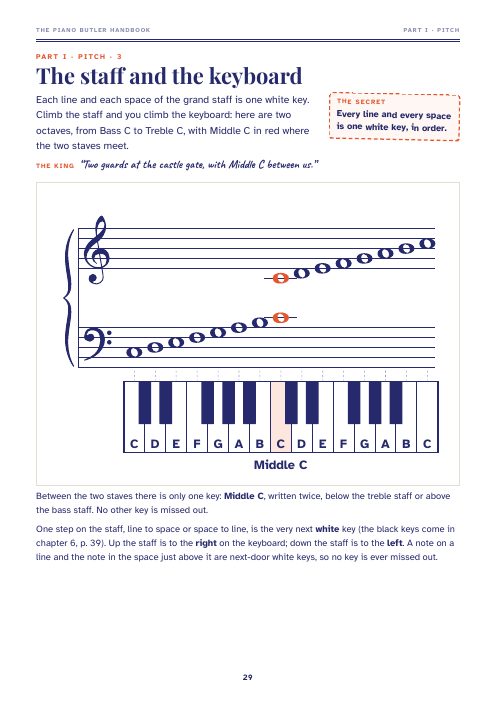 THE PIANO BUTLER HANDBOOK
PART I · PITCH
PART I · PITCH · 3
The staff and the keyboard
Each line and each space of the grand staff is one white key.
Climb the staff and you climb the keyboard: here are two
octaves, from Bass C to Treble C, with Middle C in red where
the two staves meet.
THE SECRET
Every line and every space
is one white key, in order.
THE KING "Two guards at the castle gate, with Middle C between us."
C D E F G A B C D E F G A B C
Middle C
Between the two staves there is only one key: Middle C, written twice, below the treble staff or above
the bass staff. No other key is missed out.
One step on the staff, line to space or space to line, is the very next white key (the black keys come in
chapter 6, p. 39). Up the staff is to the right on the keyboard; down the staff is to the left. A note on a
line and the note in the space just above it are next-door white keys, so no key is ever missed out.
29